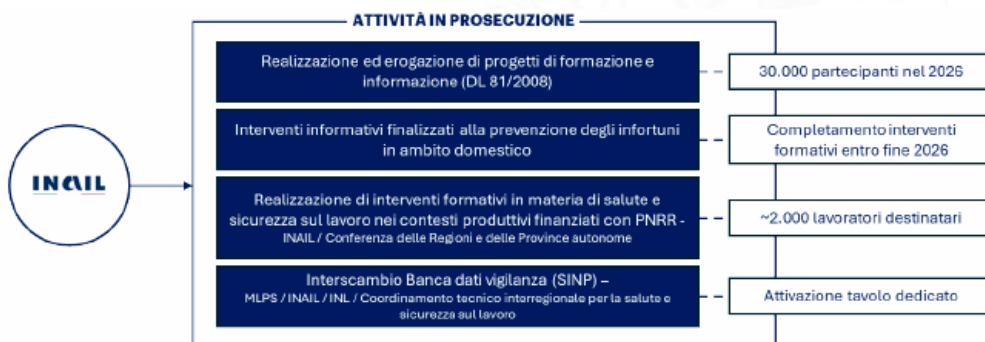 ATTIVITÀ IN PROSECUZIONE
INAIL
Realizzazione ed erogazione di progetti di formazione e
informazione (DL 81/2008)
30.000 partecipanti nel 2026
Interventi informativi finalizzati alla prevenzione degli infortuni
in ambito domestico
Completamento interventi
formativi entro fine 2026
Realizzazione di interventi formativi in materia di salute e
sicurezza sul lavoro nei contesti produttivi finanziati con PNRR -
INAIL / Conferenza delle Regioni e delle Province autonome
~2.000 lavoratori destinatari
Interscambio Banca dati vigilanza (SINP) –
MLPS / INAIL / INL / Coordinamento tecnico interregionale per la salute e
sicurezza sul lavoro
Attivazione tavolo dedicato